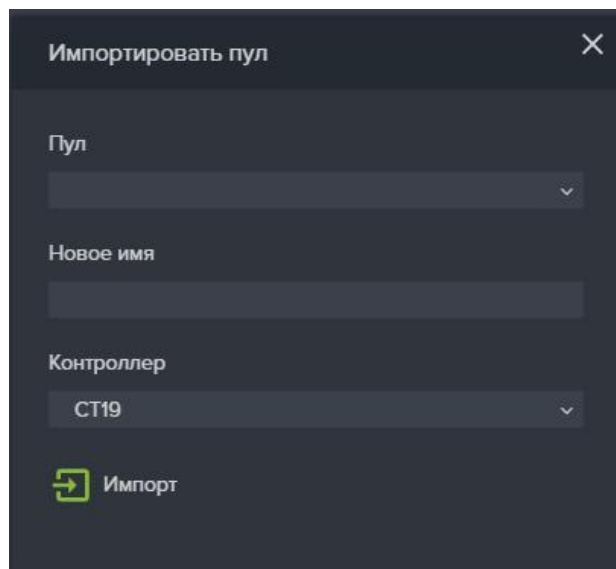 Импортировать пул
Пул
Новое имя
Контроллер
CT19
Импорт